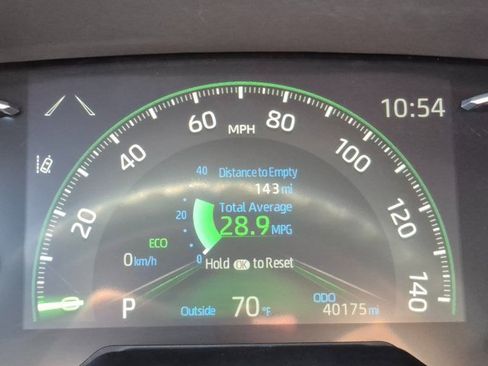 10:54
60 MPH 80
40 100
20 120
140
40 Distance to Empty
143 mi
20 Total Average
28.9 MPG
ECO
0 km/h
0 Hold OK to Reset
P
Outside 70 °F
ODO
40175 mi